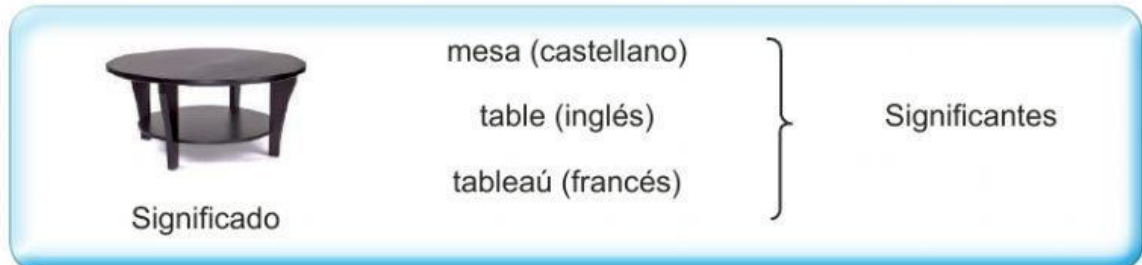 mesa (castellano)
table (inglés)
Significantes
tableaú (francés)
Significado